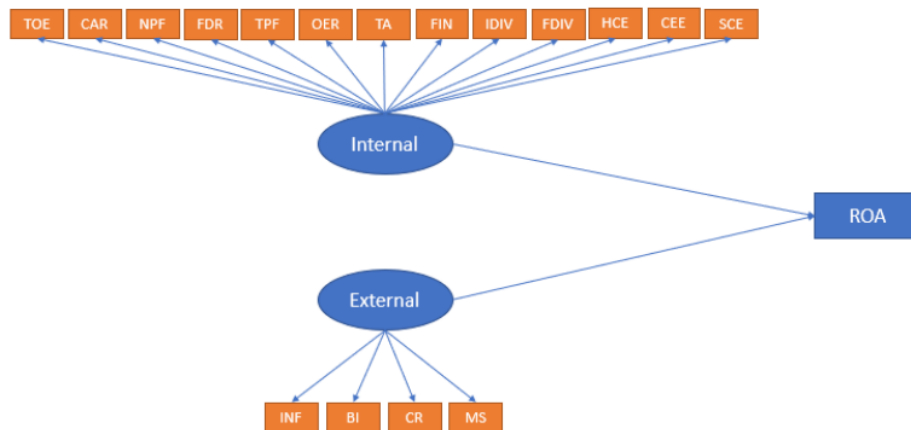 TOE CAR NPF FDR TPF OER TA FIN IDIV FDIV HCE CEE SCE
Internal
ROA
External
INF BI CR MS